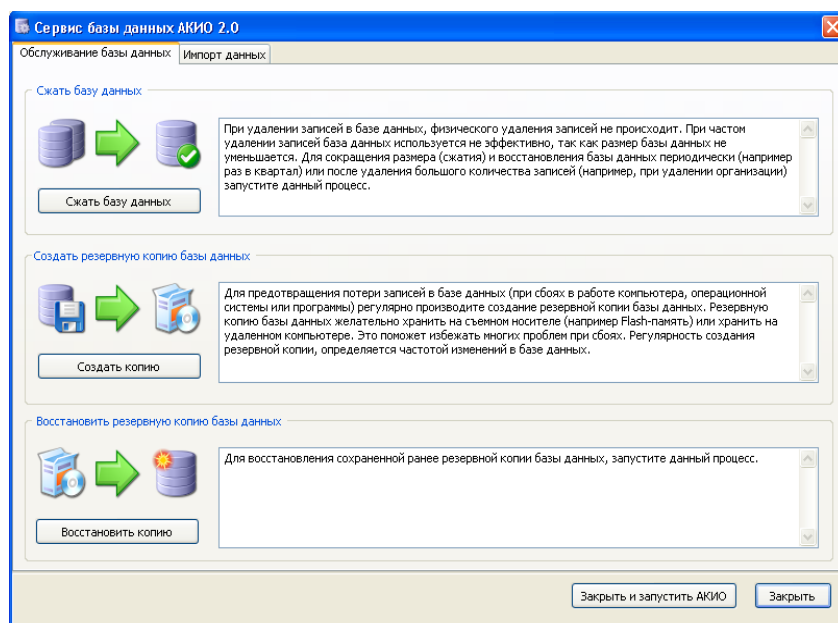 Сервис базы данных АКИО 2.0
Обслуживание базы данных
Импорт данных
Сжать базу данных
При удалении записей в базе данных, физического удаления записей не происходит. При частом
удалении записей база данных используется не эффективно, так как размер базы данных не
уменьшается. Для сокращения размера (сжатия) и восстановления базы данных периодически (например
раз в квартал) или после удаления большого количества записей (например, при удалении организации)
запустите данный процесс.
Сжать базу данных
Создать резервную копию базы данных
Для предотвращения потери записей в базе данных (при сбоях в работе компьютера, операционной
системы или программы) регулярно производите создание резервной копии базы данных. Резервную
копию базы данных желательно хранить на съемном носителе (например Flash-память) или хранить на
удаленном компьютере. Это поможет избежать многих проблем при сбоях. Регулярность создания
резервной копии, определяется частотой изменений в базе данных.
Создать копию
Восстановить резервную копию базы данных
Для восстановления сохраненной ранее резервной копии базы данных, запустите данный процесс.
Восстановить копию
Закрыть и запустить АКИО
Закрыть